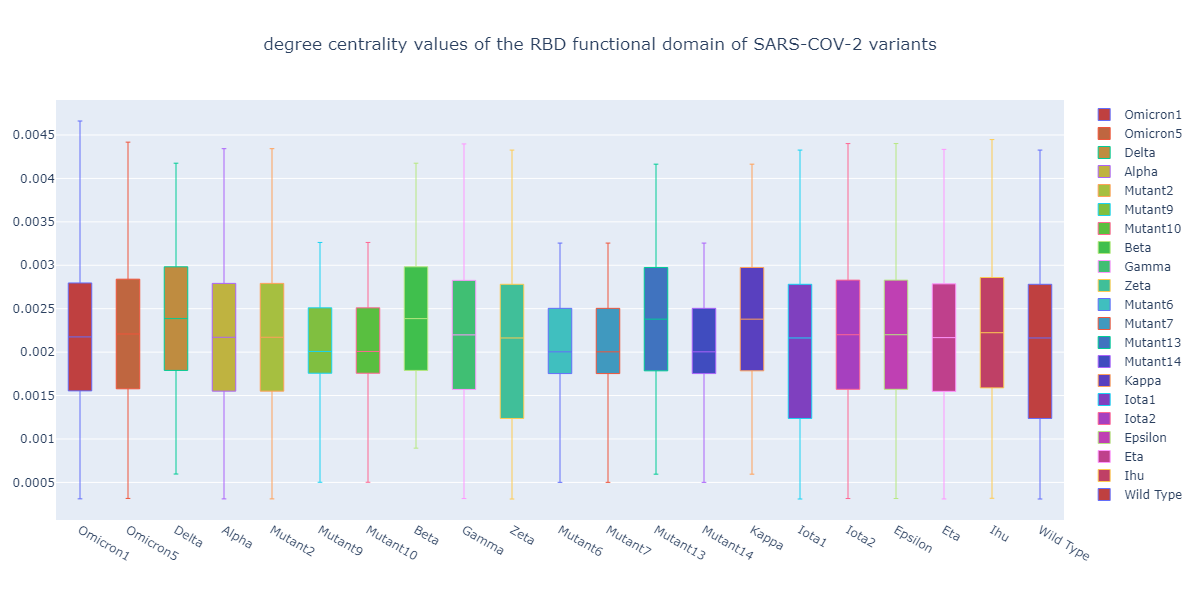 degree centrality values of the RBD functional domain of SARS-COV-2 variants
0.0045
0.004
0.0035
0.003
0.0025
0.002
0.0015
0.001
0.0005
Omicron1
Omicron5
Delta
Alpha
Mutant2
Mutant9
Mutant10
Beta
Gamma
Zeta
Mutant6
Mutant7
Mutant13
Mutant14
Kappa
Iota1
Iota2
Epsilon
Eta
Ihu
Wild Type
Omicron1
Omicron5
Delta
Alpha
Mutant2
Mutant9
Mutant10
Beta
Gamma
Zeta
Mutant6
Mutant7
Mutant13
Mutant14
Kappa
Iota1
Iota2
Epsilon
Eta
Ihu
Wild Type